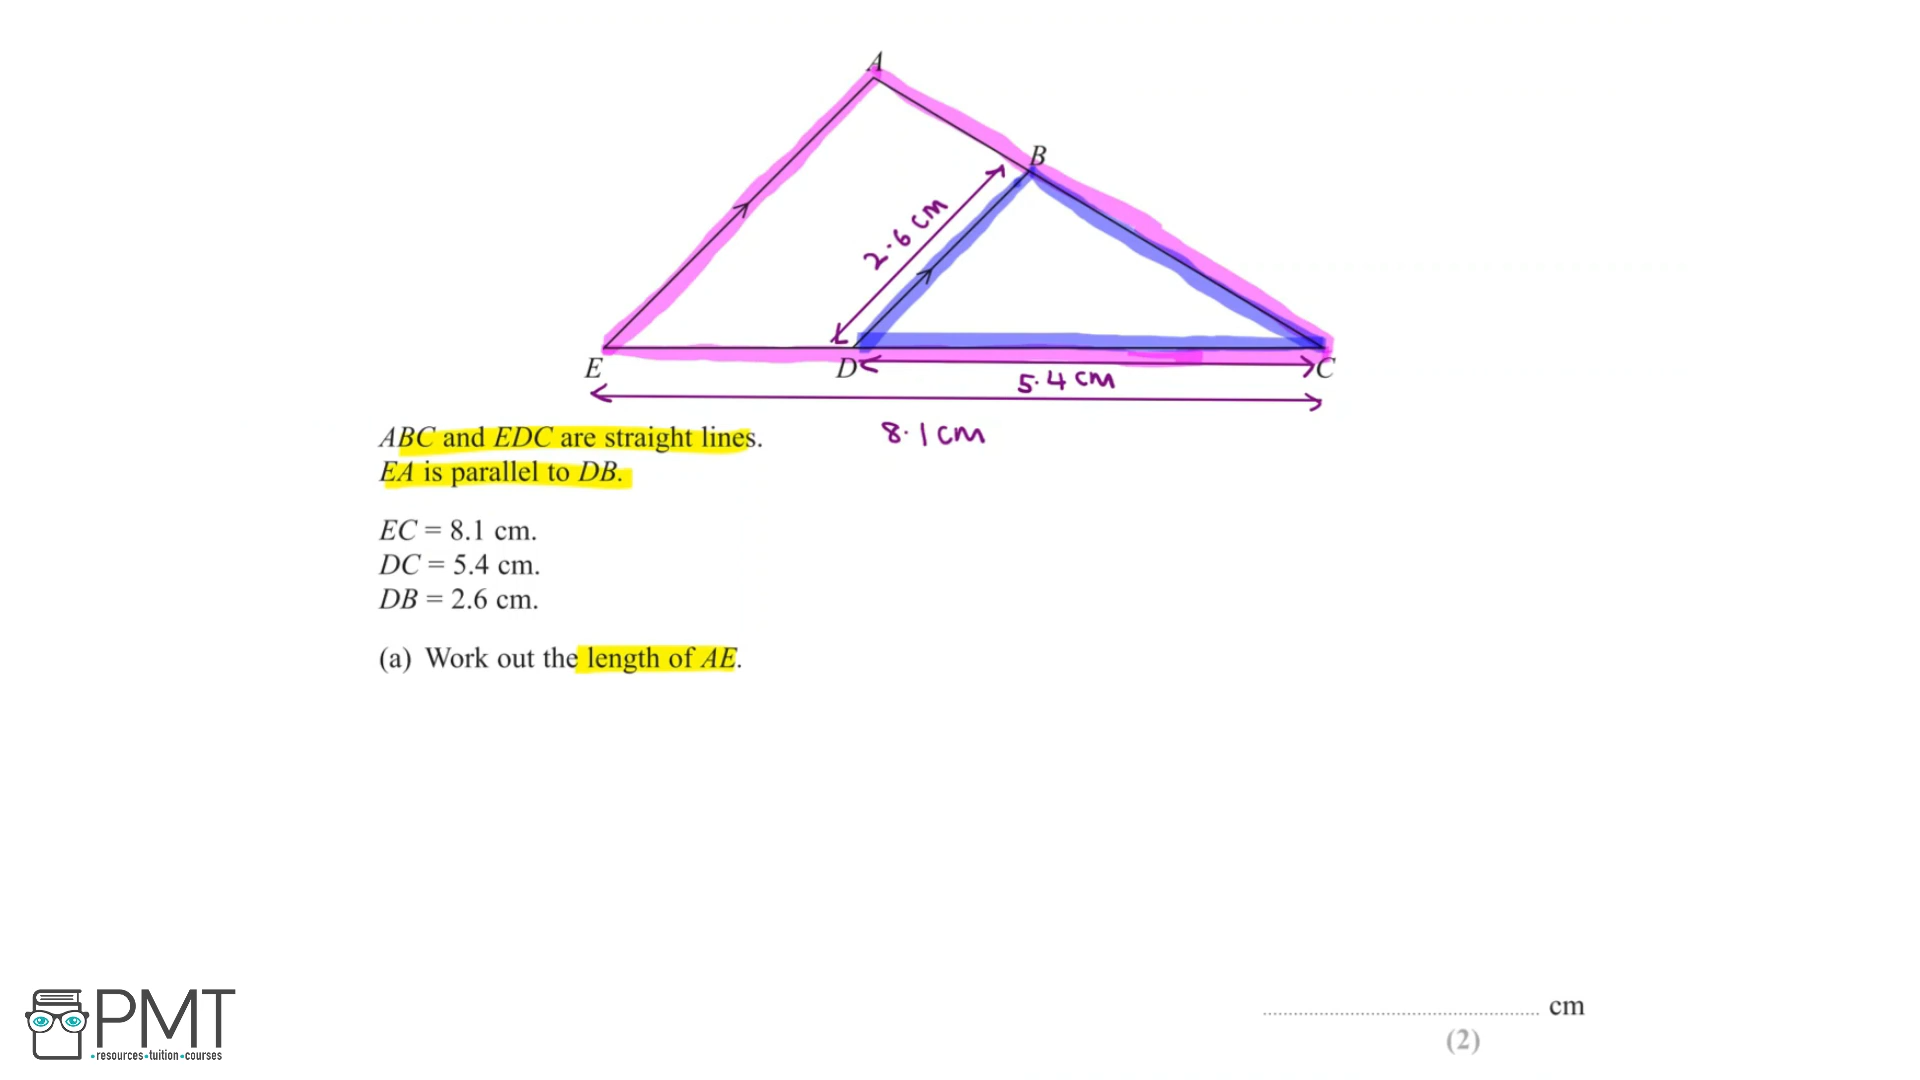 A
B
2.6 cm
E
D
C
5.4 cm
8.1 cm
ABC and EDC are straight lines.
EA is parallel to DB.
EC = 8.1 cm.
DC = 5.4 cm.
DB = 2.6 cm.
(a) Work out the length of AE.
.................................................. cm
(2)
PMT
•resources•tuition•courses